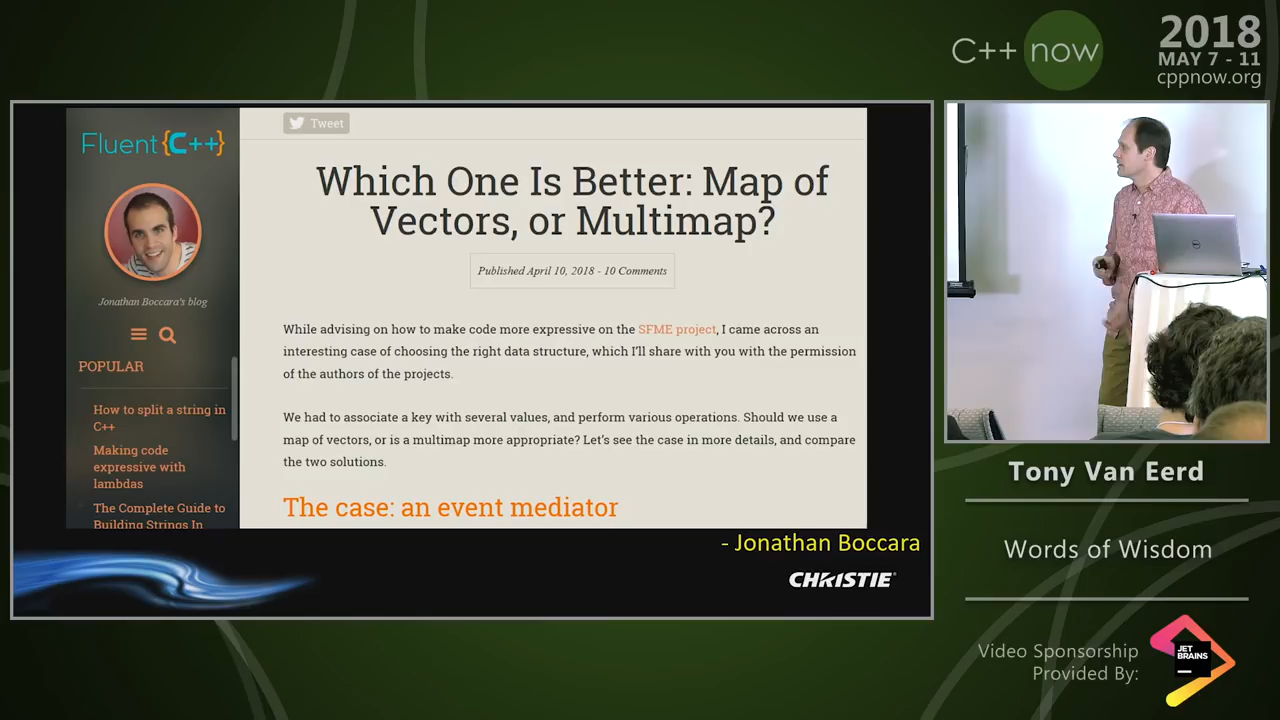 C++ now
2018
MAY 7 - 11
cppnow.org
Fluent {C++}
Jonathan Boccara's blog
POPULAR
How to split a string in
C++
Making code
expressive with
lambdas
The Complete Guide to
Building Strings In
Tweet
Which One Is Better: Map of
Vectors, or Multimap?
Published April 10, 2018 - 10 Comments
While advising on how to make code more expressive on the SFME project, I came across an
interesting case of choosing the right data structure, which I'll share with you with the permission
of the authors of the projects.
We had to associate a key with several values, and perform various operations. Should we use a
map of vectors, or is a multimap more appropriate? Let's see the case in more details, and compare
the two solutions.
The case: an event mediator
- Jonathan Boccara
CHRISTIE
Tony Van Eerd
Words of Wisdom
Video Sponsorship
Provided By:
JET
BRAINS